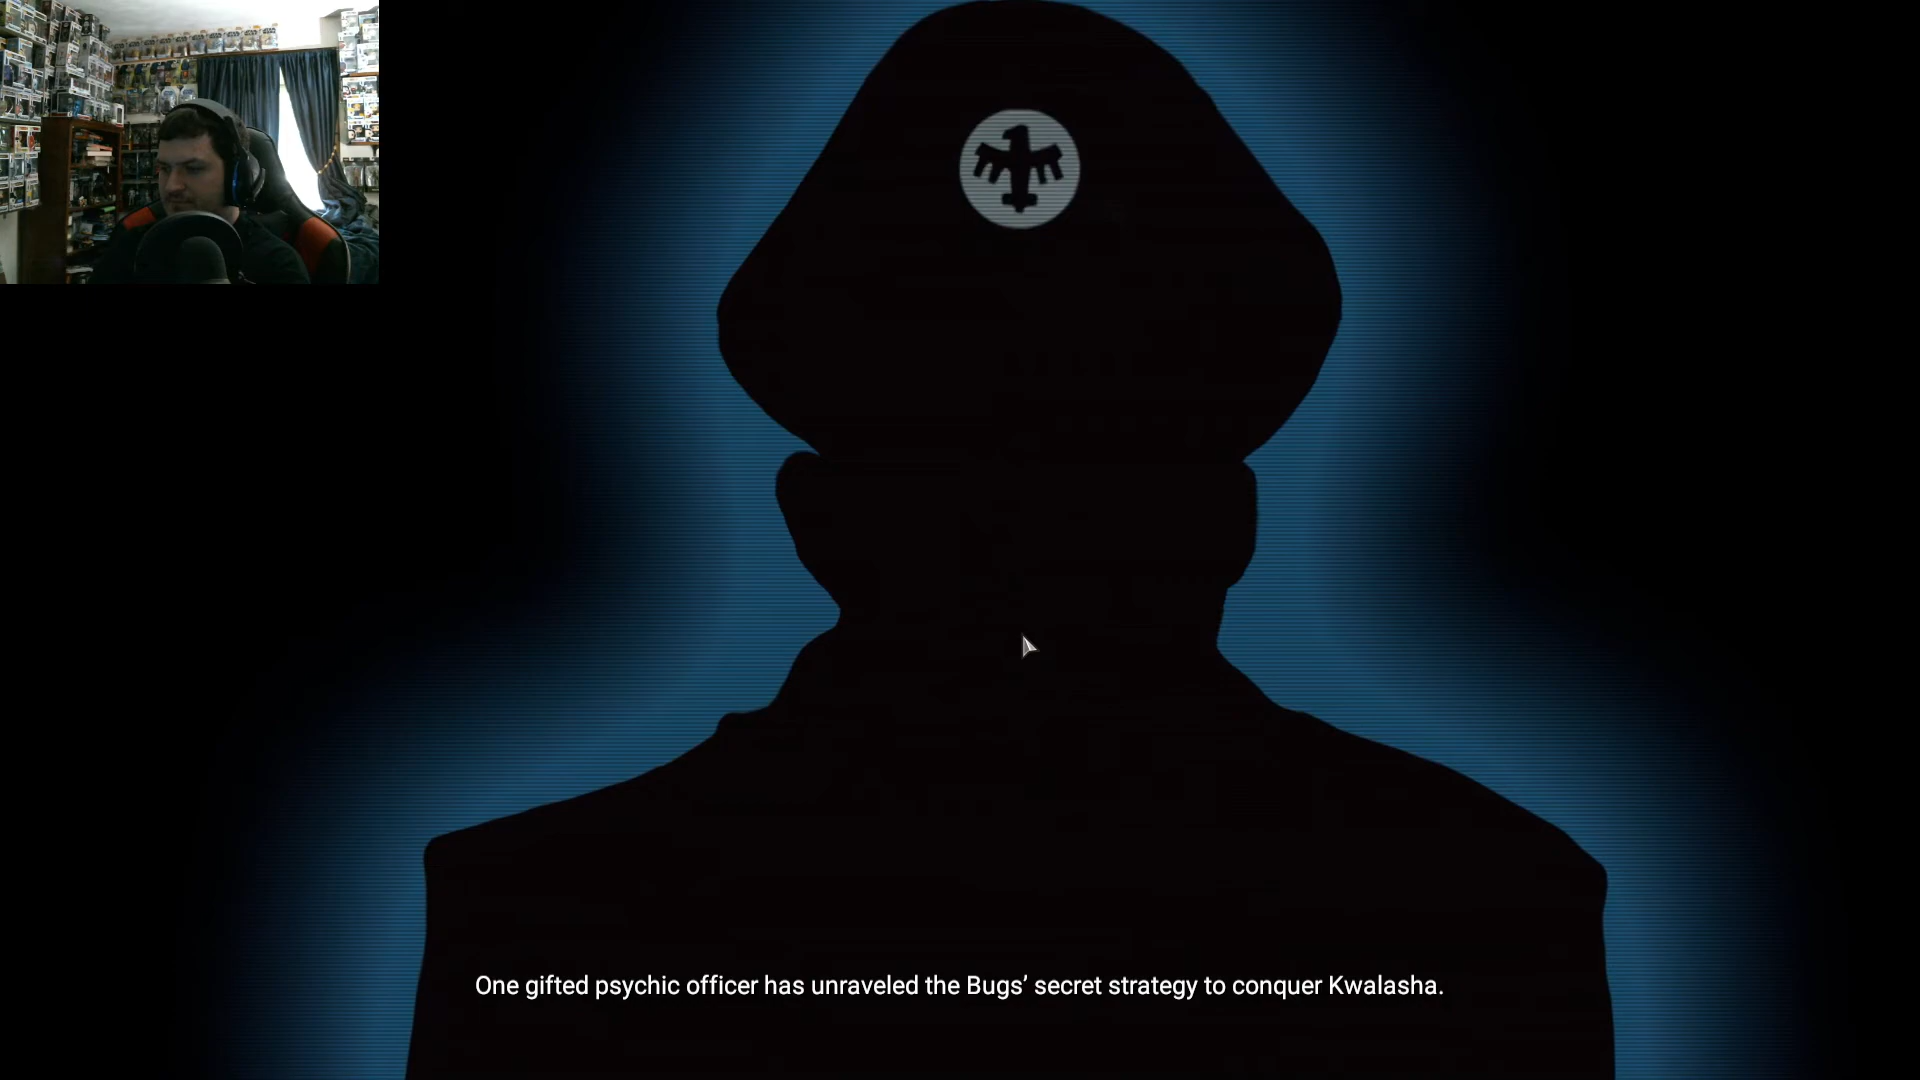 One gifted psychic officer has unraveled the Bugs’ secret strategy to conquer Kwalasha.